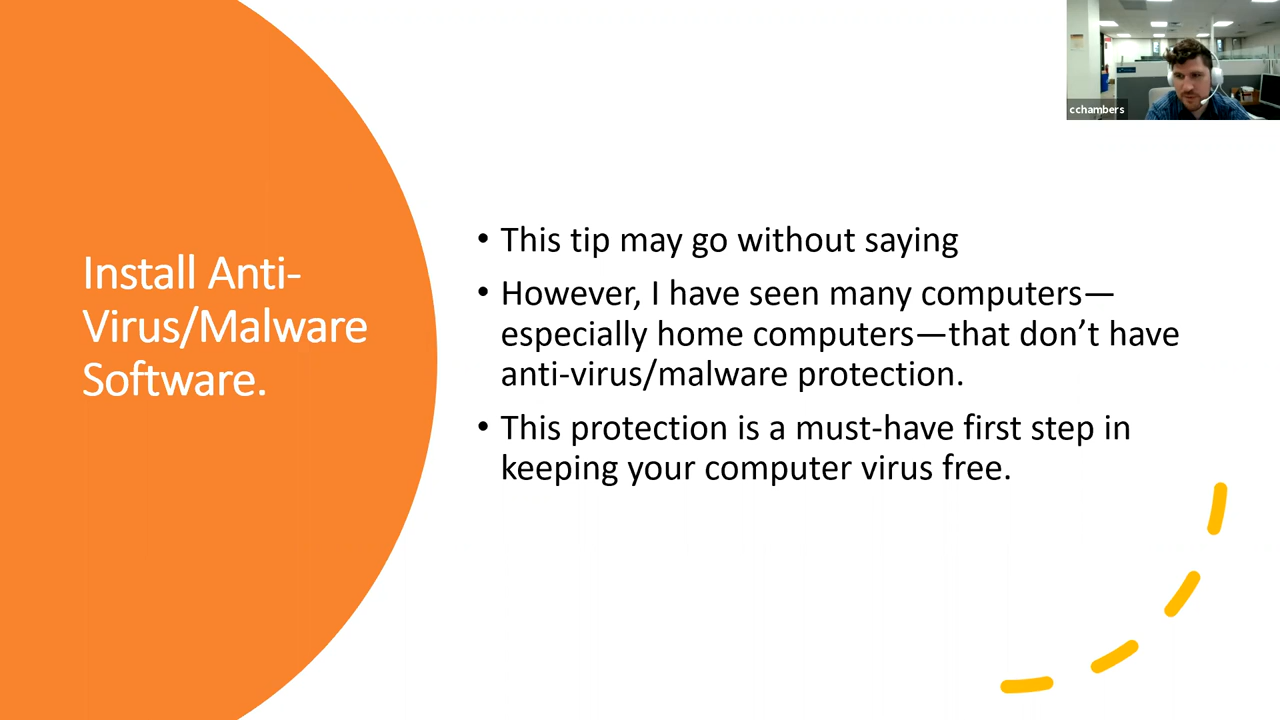 cchambers
Install Anti-
Virus/Malware
Software.
• This tip may go without saying
• However, I have seen many computers—
especially home computers—that don’t have
anti-virus/malware protection.
• This protection is a must-have first step in
keeping your computer virus free.